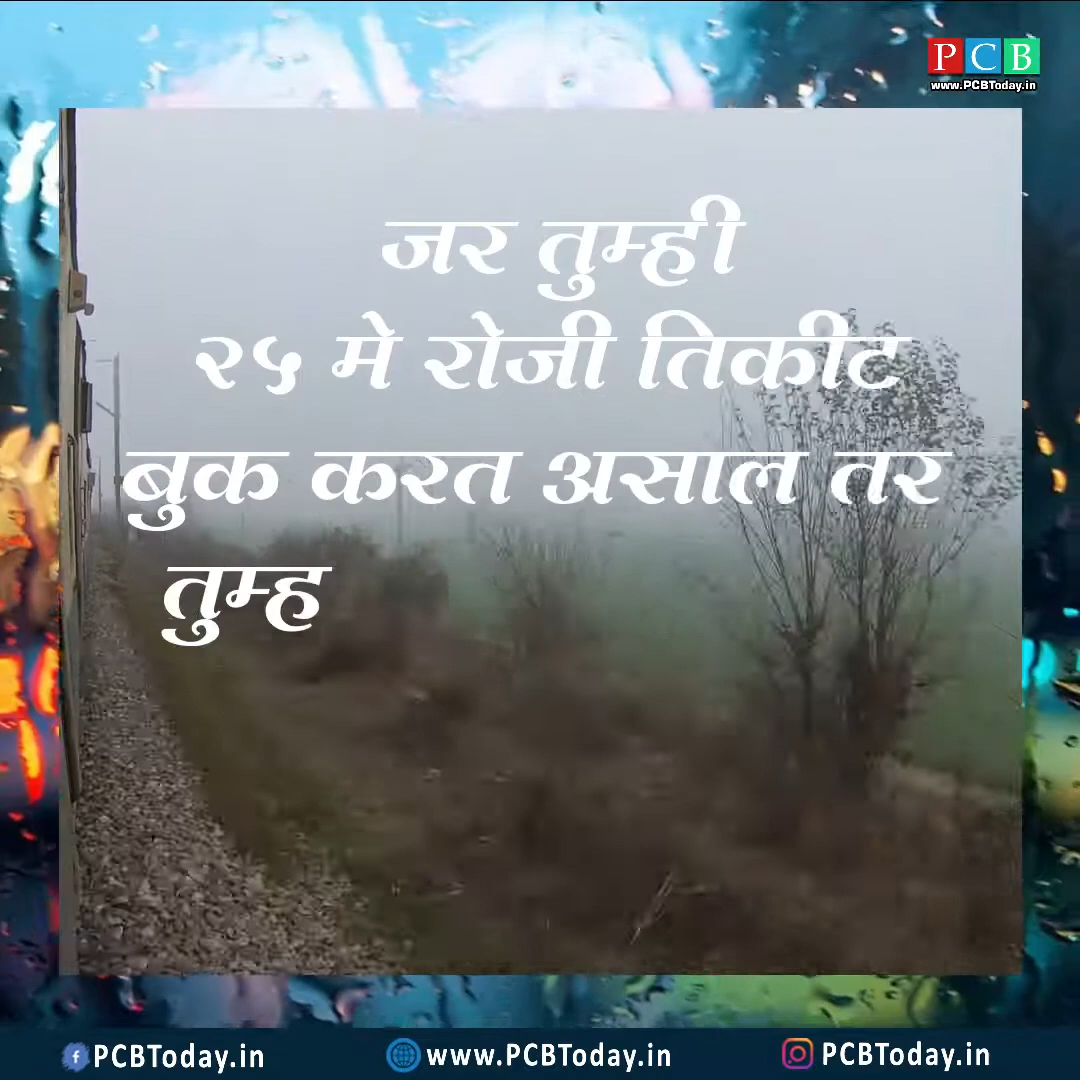 PCB
www.PCBToday.in
जर तुम्ही
२५ मे रोजी तिकीट
बुक करत असाल तर
तुम्ह
PCBToday.in
www.PCBToday.in
PCBToday.in